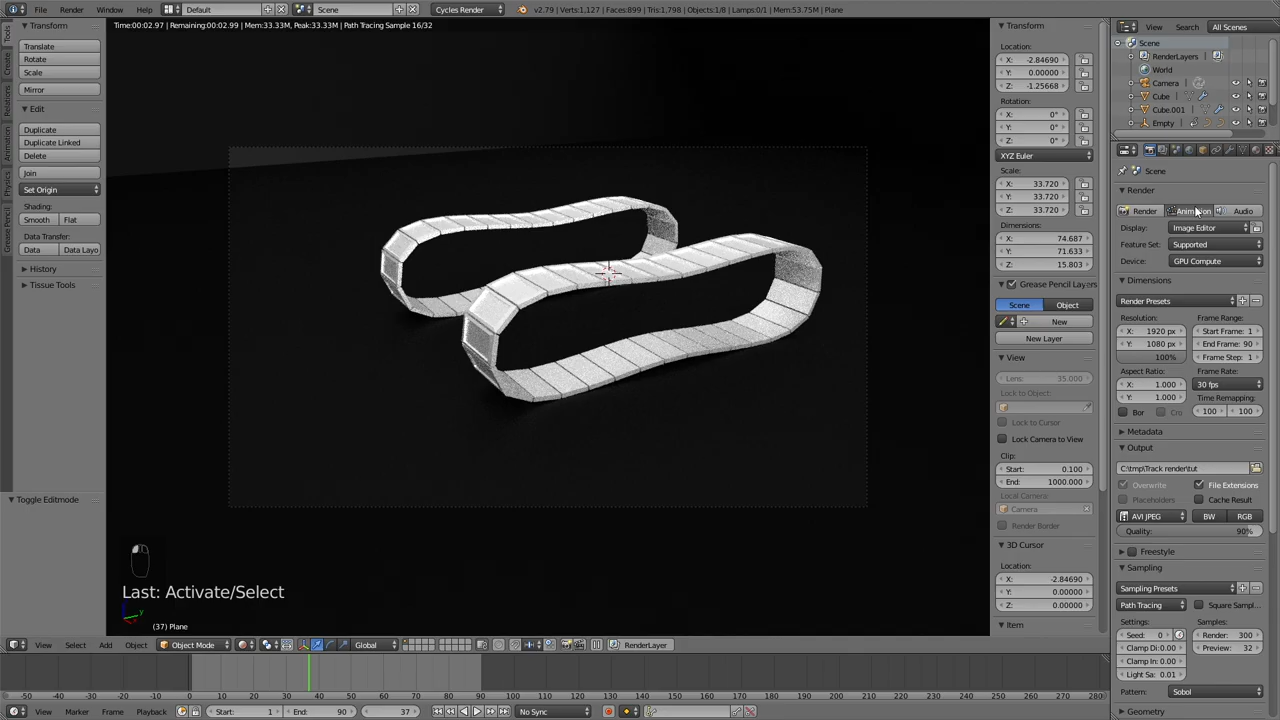 File Render Window Help Default Scene Cycles Render v2.79 | Verts:1,127 | Faces:899 | Tris:1,798 | Objects:1/8 | Lamps:0/1 | Mem:53.75M | Plane
Time:00:02.97 | Remaining:00:02.99 | Mem:33.33M, Peak:33.33M | Path Tracing Sample 16/32
Tools
Create
Relations
Animation
Physics
Grease Pencil
Transform
Translate
Rotate
Scale
Mirror
Edit
Duplicate
Duplicate Linked
Delete
Join
Set Origin
Shading:
Smooth Flat
Data Transfer:
Data Data Layo
History
Tissue Tools
Toggle Editmode
Last: Activate/Select
y
(37) Plane
Transform
Location:
X: -2.84690
Y: 0.00000
Z: -1.25668
Rotation:
X: 0°
Y: 0°
Z: 0°
XYZ Euler
Scale:
X: 33.720
Y: 33.720
Z: 33.720
Dimensions:
X: 74.687
Y: 71.633
Z: 15.803
Grease Pencil Layers
Scene Object
New
New Layer
View
Lens: 35.000
Lock to Object:
Lock to Cursor
Lock Camera to View
Clip:
Start: 0.100
End: 1000.000
Local Camera:
Camera
Render Border
3D Cursor
Location:
X: -2.84690
Y: 0.00000
Z: 0.00000
Item
View Search All Scenes
Scene
RenderLayers
World
Camera
Cube
Cube.001
Empty
Scene
Render
Render Animation Audio
Display: Image Editor
Feature Set: Supported
Device: GPU Compute
Dimensions
Render Presets
Resolution: Frame Range:
X: 1920 px Start Frame: 1
Y: 1080 px End Frame: 90
100% Frame Step: 1
Aspect Ratio: Frame Rate:
X: 1.000 30 fps
Y: 1.000 Time Remapping:
Bor Cro 100 100
Metadata
Output
C:\tmp\Track render\tut
Overwrite File Extensions
Placeholders Cache Result
AVI JPEG BW RGB
Quality: 90%
Freestyle
Sampling
Sampling Presets
Path Tracing Square Sampl...
Settings: Samples:
Seed: 0 Render: 300
Clamp Di:0.00 Preview: 32
Clamp In: 0.00
Light Sa: 0.01
Pattern: Sobol
Geometry
View Select Add Object Object Mode Global RenderLayer
-50 -40 -30 -20 -10 0 10 20 30 40 50 60 70 80 90 100 110 120 130 140 150 160 170 180 190 200 210 220 230 240 250 260 270 280
View Marker Frame Playback Start: 1 End: 90 37 No Sync